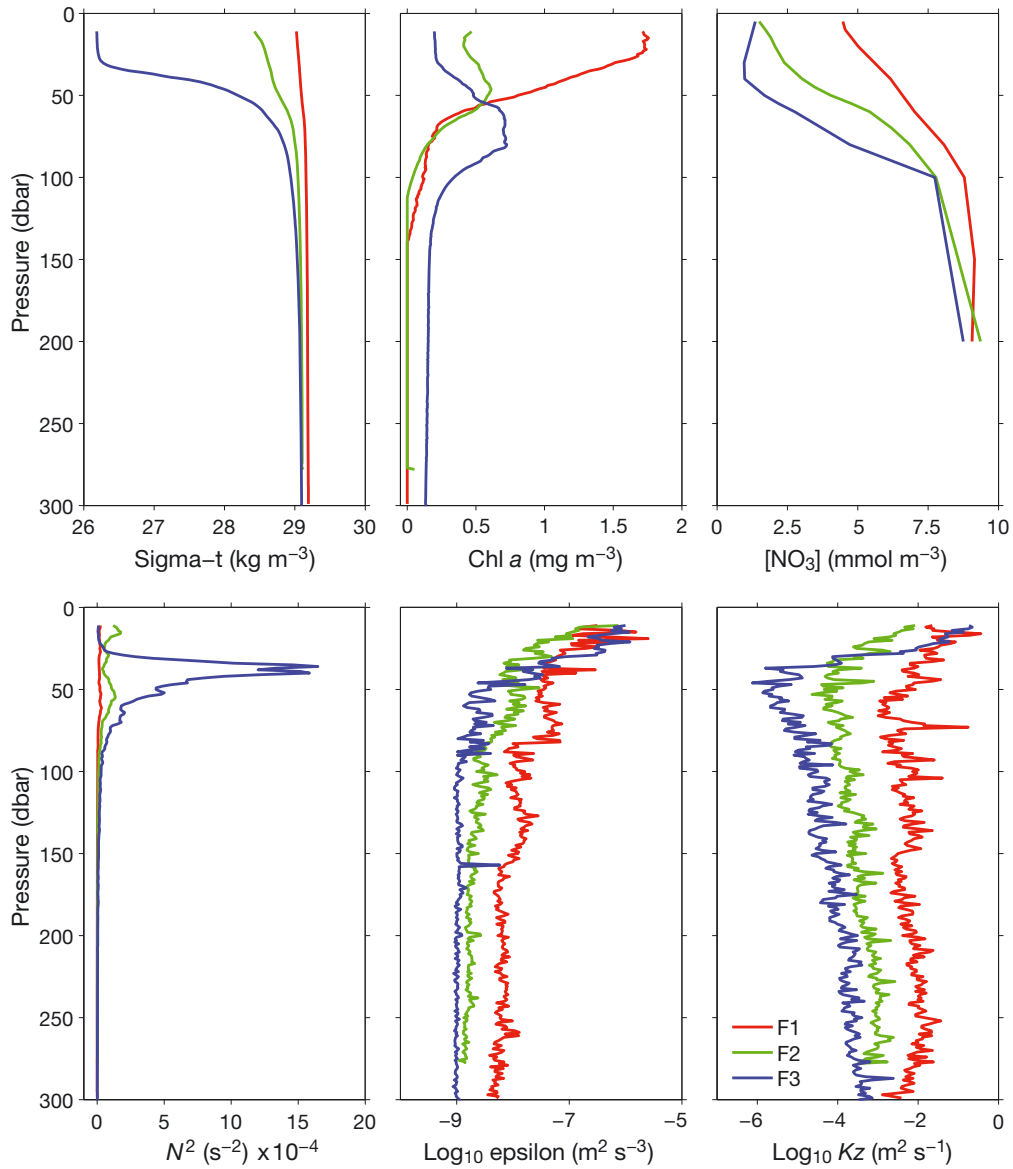 0
50
100
150
200
250
300
Pressure (dbar)
26 27 28 29 30
Sigma–t (kg m–3)
0 0.5 1 1.5 2
Chl a (mg m–3)
0 2.5 5 7.5 10
[NO3] (mmol m–3)
0
50
100
150
200
250
300
Pressure (dbar)
0 5 10 15 20
N2 (s–2) x10–4
–9 –7 –5
Log10 epsilon (m2 s–3)
F1
F2
F3
–6 –4 –2 0
Log10 Kz (m2 s–1)